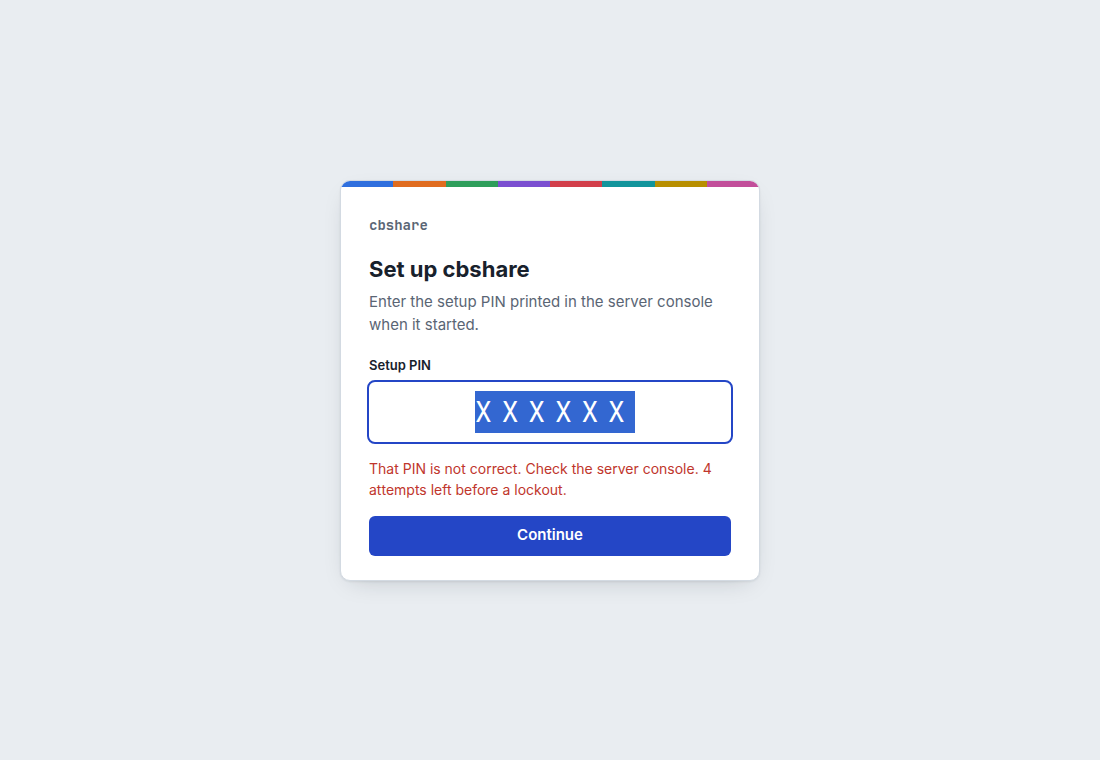 cbshare
Set up cbshare
Enter the setup PIN printed in the server console
when it started.
Setup PIN
XXXXXX
That PIN is not correct. Check the server console. 4
attempts left before a lockout.
Continue